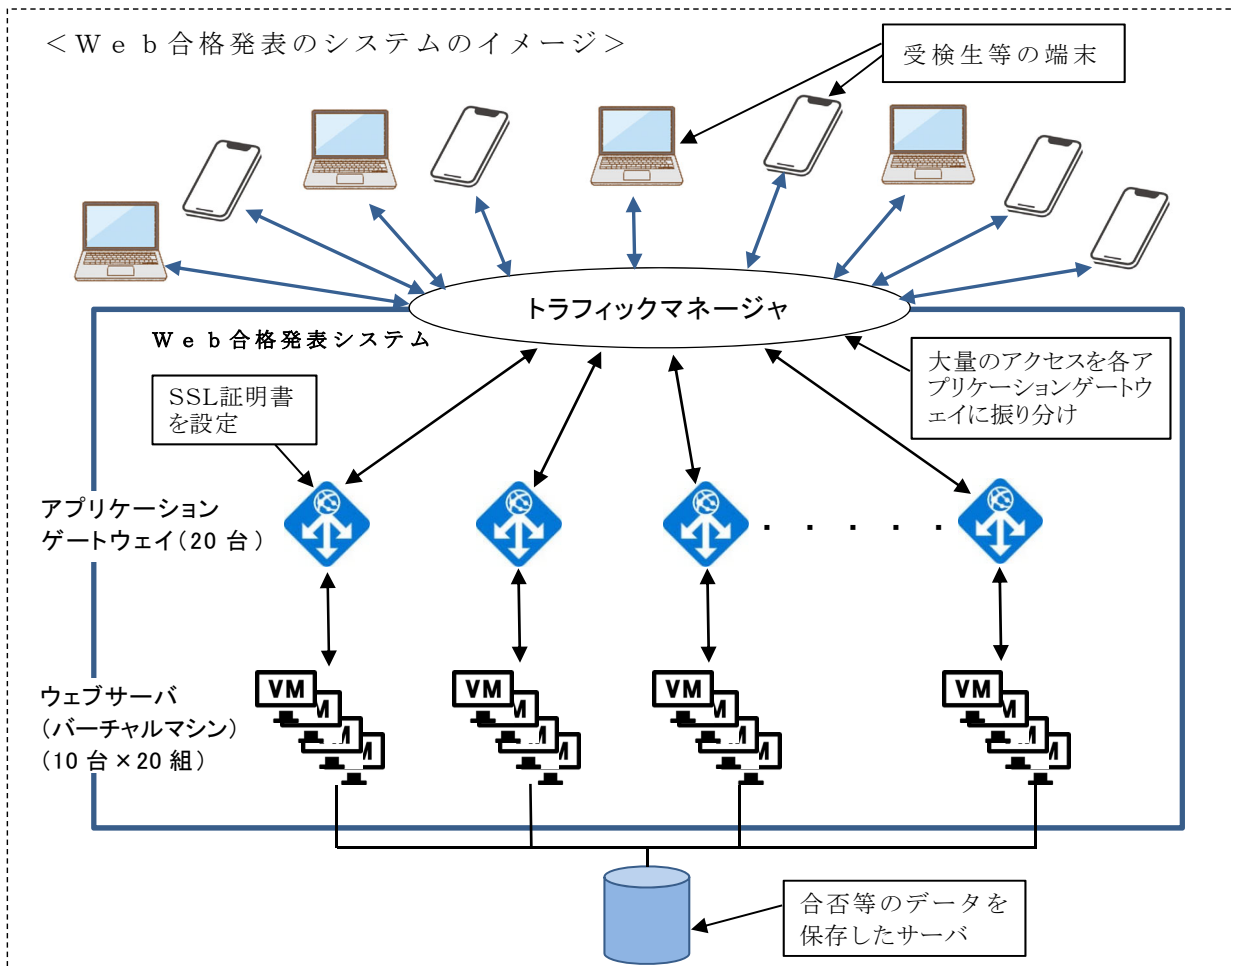 ＜Ｗｅｂ合格発表のシステムのイメージ＞
受検生等の端末
トラフィックマネージャ
Ｗｅｂ合格発表システム
大量のアクセスを各ア
プリケーションゲートウ
ェイに振り分け
SSL証明書
を設定
アプリケーション
ゲートウェイ（20 台）
・・・・・
VM
M
M
M
VM
M
M
M
VM
M
M
M
VM
M
M
M
ウェブサーバ
（バーチャルマシン）
（10 台×20 組）
合否等のデータを
保存したサーバ